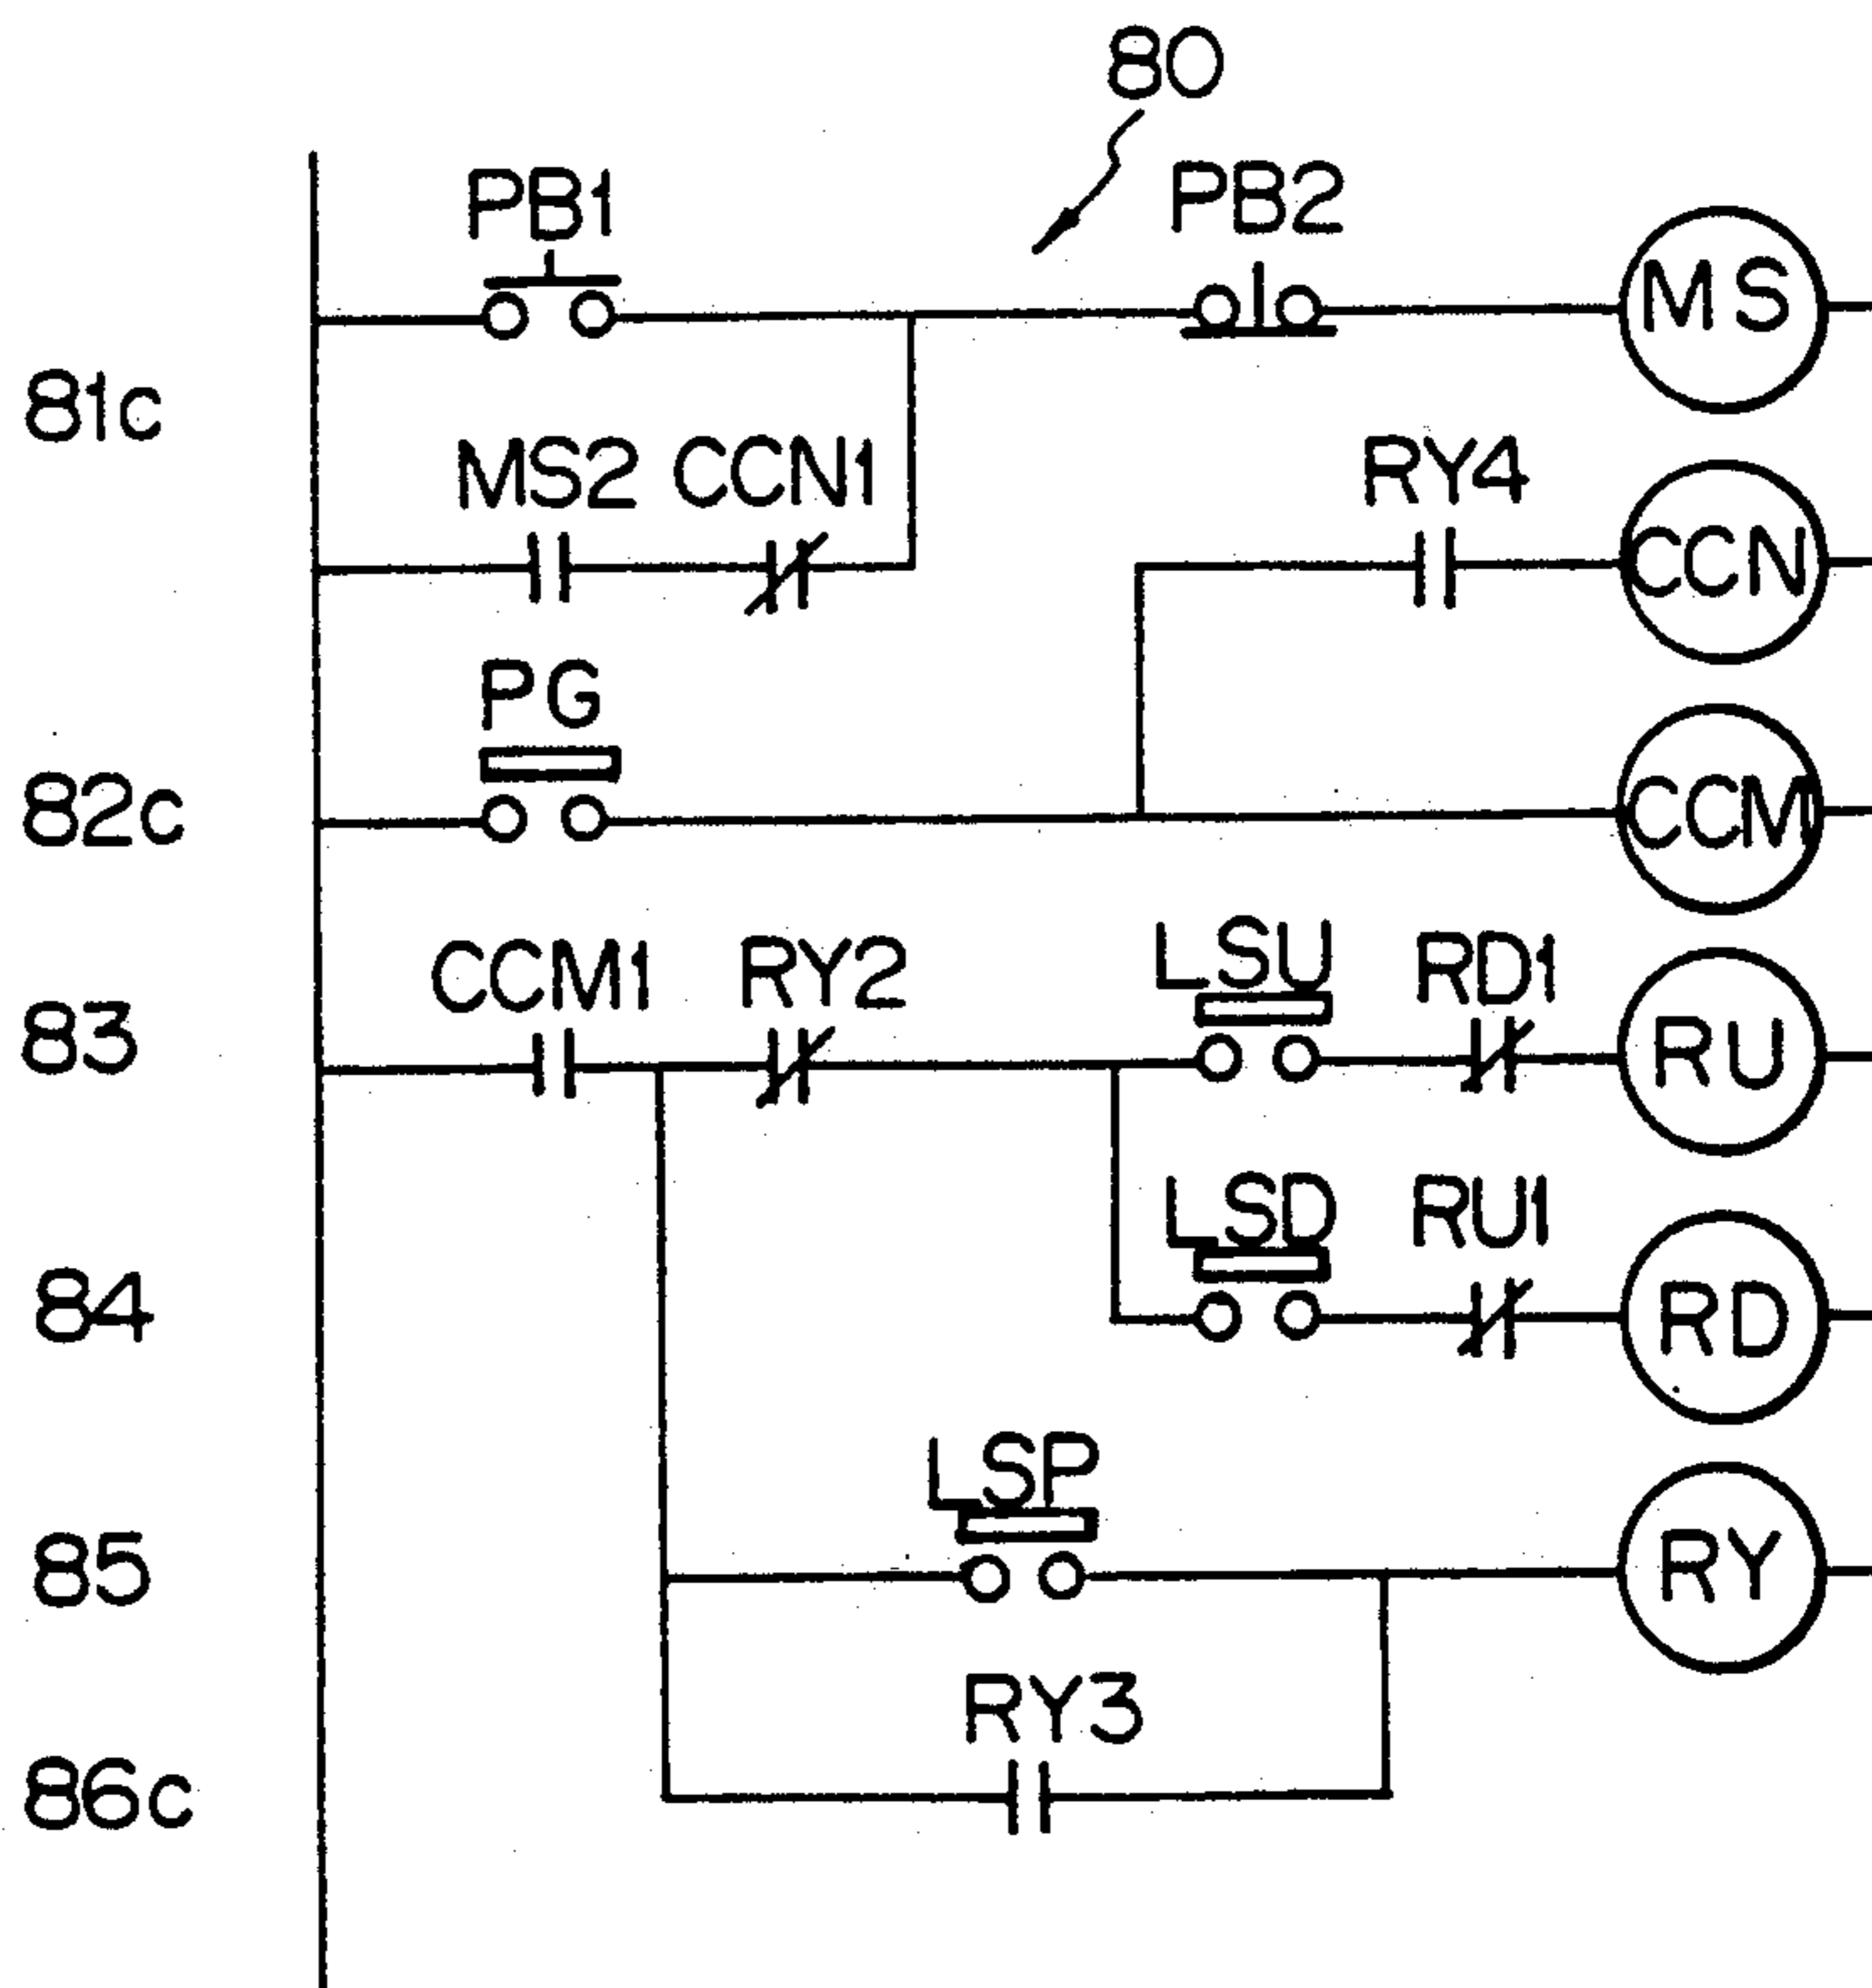 80
PB1 PB2
MS
81c
MS2 CCN1 RY4
CCN
PG
82c CCM
CCM1 RY2 LSU RD1
83 RU
LSD RU1
84 RD
LSP
85 RY
RY3
86c